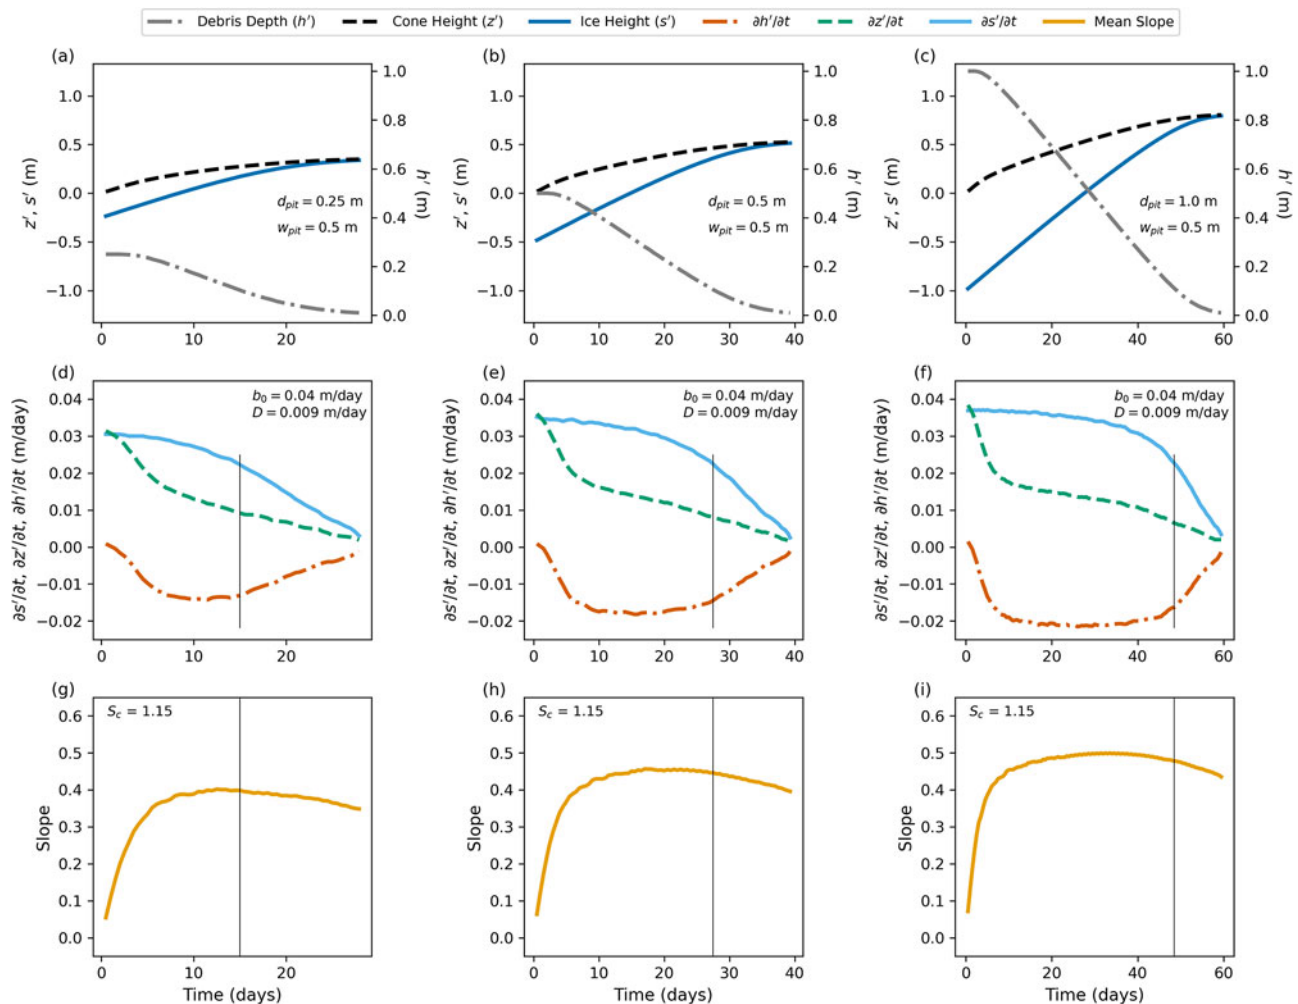 Debris Depth (h′) Cone Height (z′) Ice Height (s′) ∂h′/∂t ∂z′/∂t ∂s′/∂t Mean Slope
(a) (b) (c)
z′, s′ (m)
1.0
0.5
0.0
−0.5
−1.0
d_pit = 0.25 m
w_pit = 0.5 m
1.0
0.8
0.6
0.4
0.2
0.0
h′ (m)
0 10 20
z′, s′ (m)
1.0
0.5
0.0
−0.5
−1.0
d_pit = 0.5 m
w_pit = 0.5 m
1.0
0.8
0.6
0.4
0.2
0.0
h′ (m)
0 10 20 30 40
z′, s′ (m)
1.0
0.5
0.0
−0.5
−1.0
d_pit = 1.0 m
w_pit = 0.5 m
1.0
0.8
0.6
0.4
0.2
0.0
h′ (m)
0 20 40 60
(d) (e) (f)
∂s′/∂t, ∂z′/∂t, ∂h′/∂t (m/day)
0.04
0.03
0.02
0.01
0.00
−0.01
−0.02
b₀ = 0.04 m/day
D = 0.009 m/day
0 10 20
∂s′/∂t, ∂z′/∂t, ∂h′/∂t (m/day)
0.04
0.03
0.02
0.01
0.00
−0.01
−0.02
b₀ = 0.04 m/day
D = 0.009 m/day
0 10 20 30 40
∂s′/∂t, ∂z′/∂t, ∂h′/∂t (m/day)
0.04
0.03
0.02
0.01
0.00
−0.01
−0.02
b₀ = 0.04 m/day
D = 0.009 m/day
0 20 40 60
(g) (h) (i)
Slope
0.6
0.5
0.4
0.3
0.2
0.1
0.0
S_c = 1.15
0 10 20
Time (days)
Slope
0.6
0.5
0.4
0.3
0.2
0.1
0.0
S_c = 1.15
0 10 20 30 40
Time (days)
Slope
0.6
0.5
0.4
0.3
0.2
0.1
0.0
S_c = 1.15
0 20 40 60
Time (days)